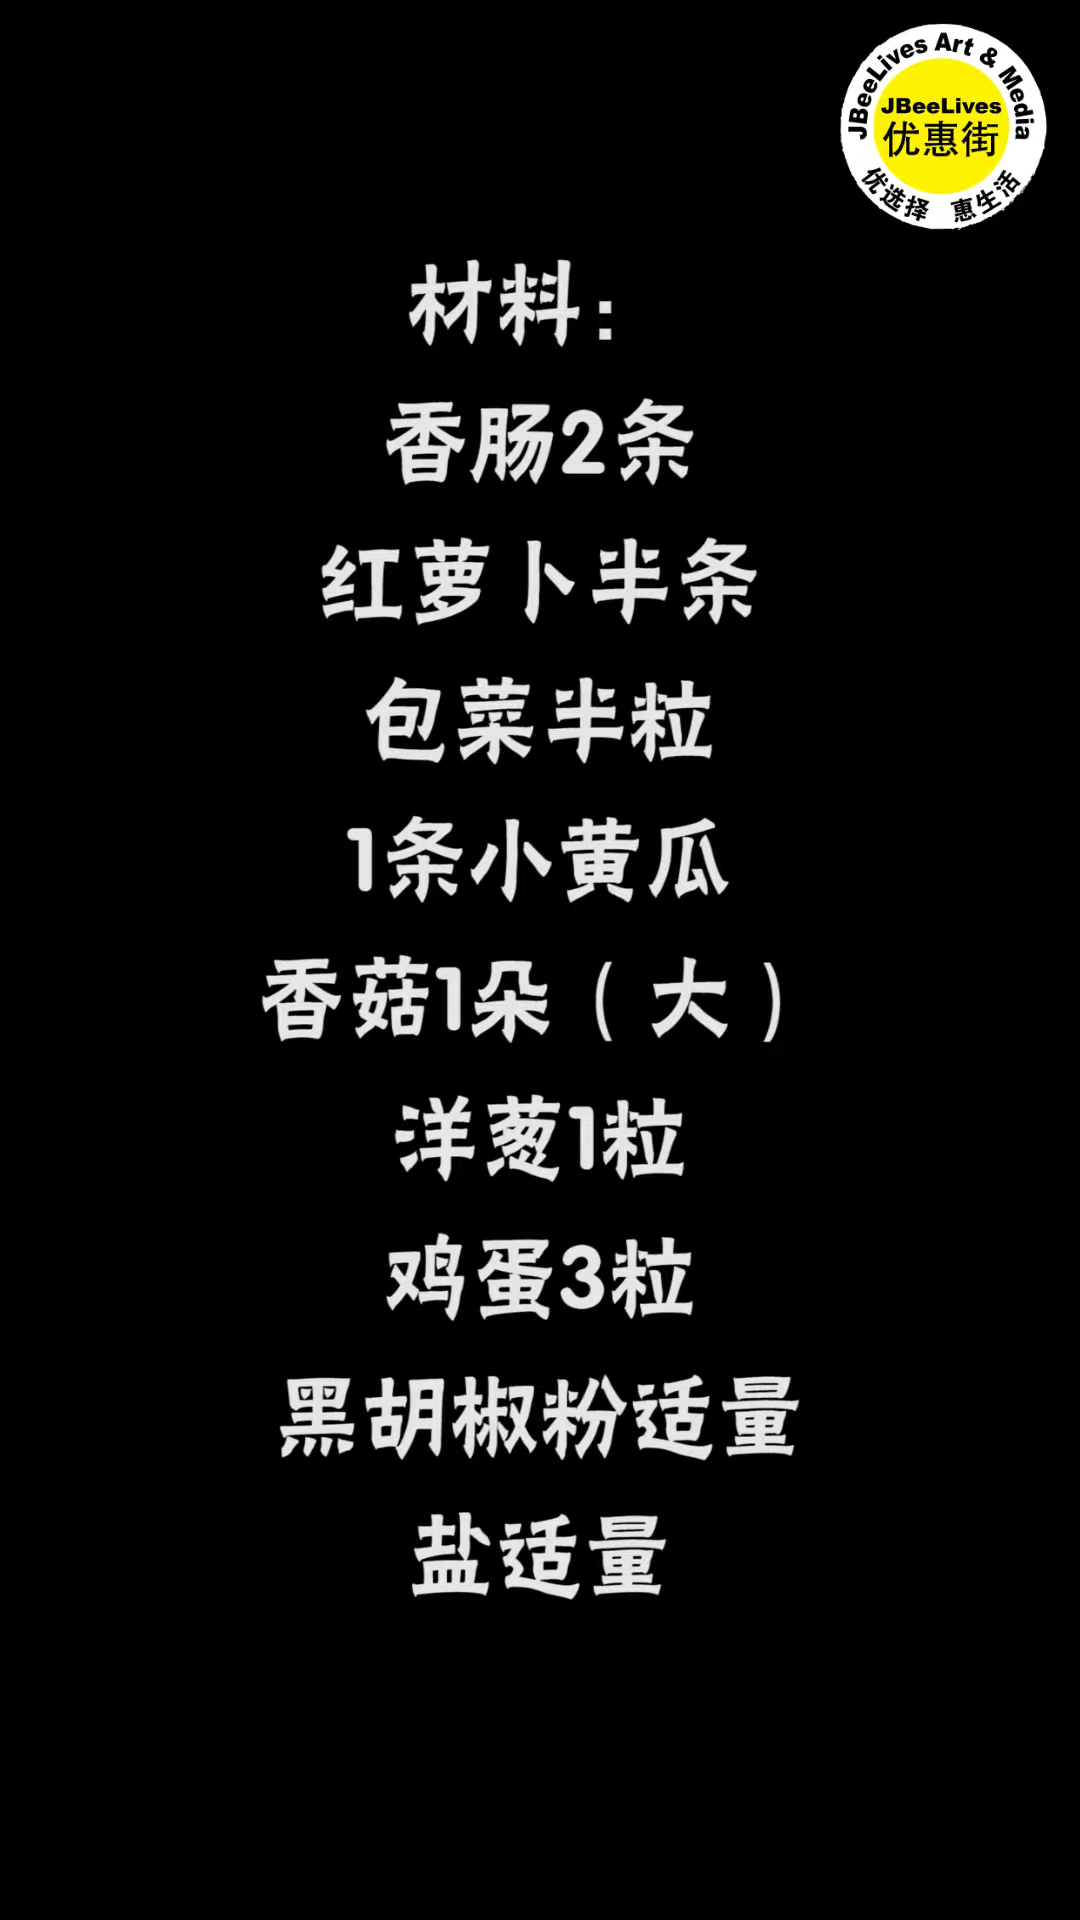 JBeeLives Art & Media
JBeeLives
优惠街
优选择 惠生活
材料：
香肠2条
红萝卜半条
包菜半粒
1条小黄瓜
香菇1朵（大）
洋葱1粒
鸡蛋3粒
黑胡椒粉适量
盐适量